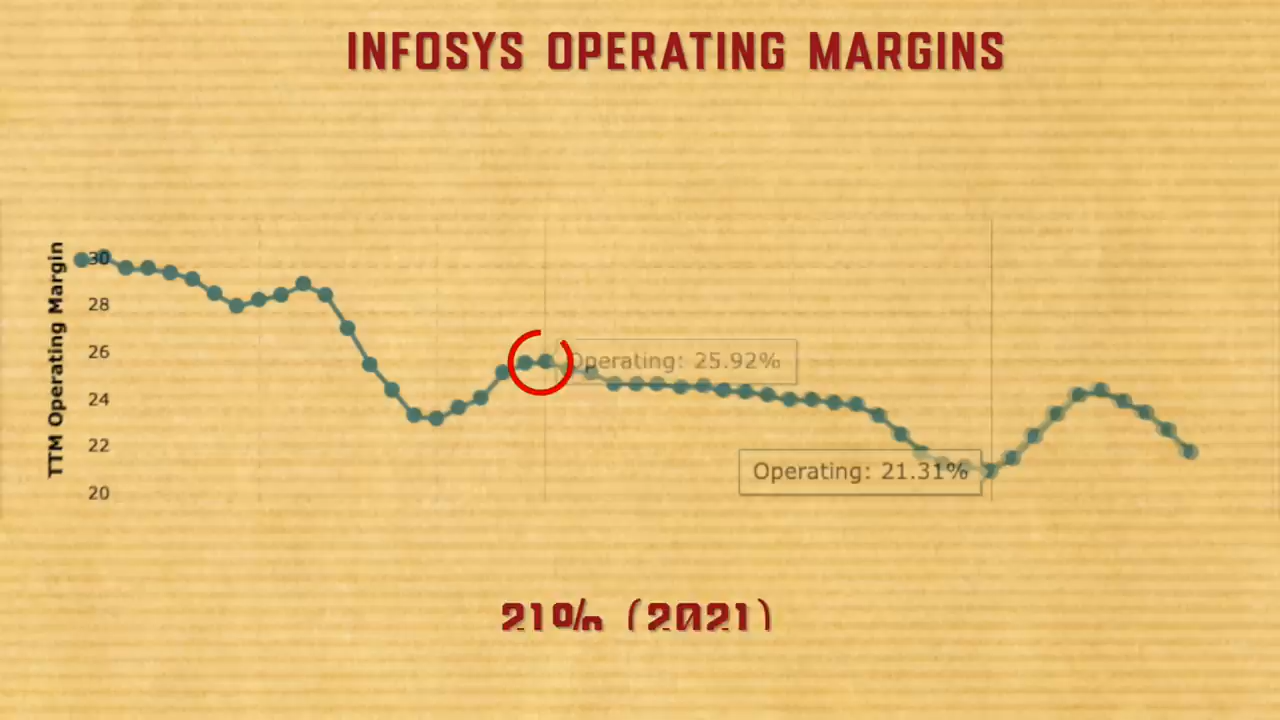 INFOSYS OPERATING MARGINS
TTM Operating Margin
30
28
26
24
22
20
Operating: 25.92%
Operating: 21.31%
21% (2021)